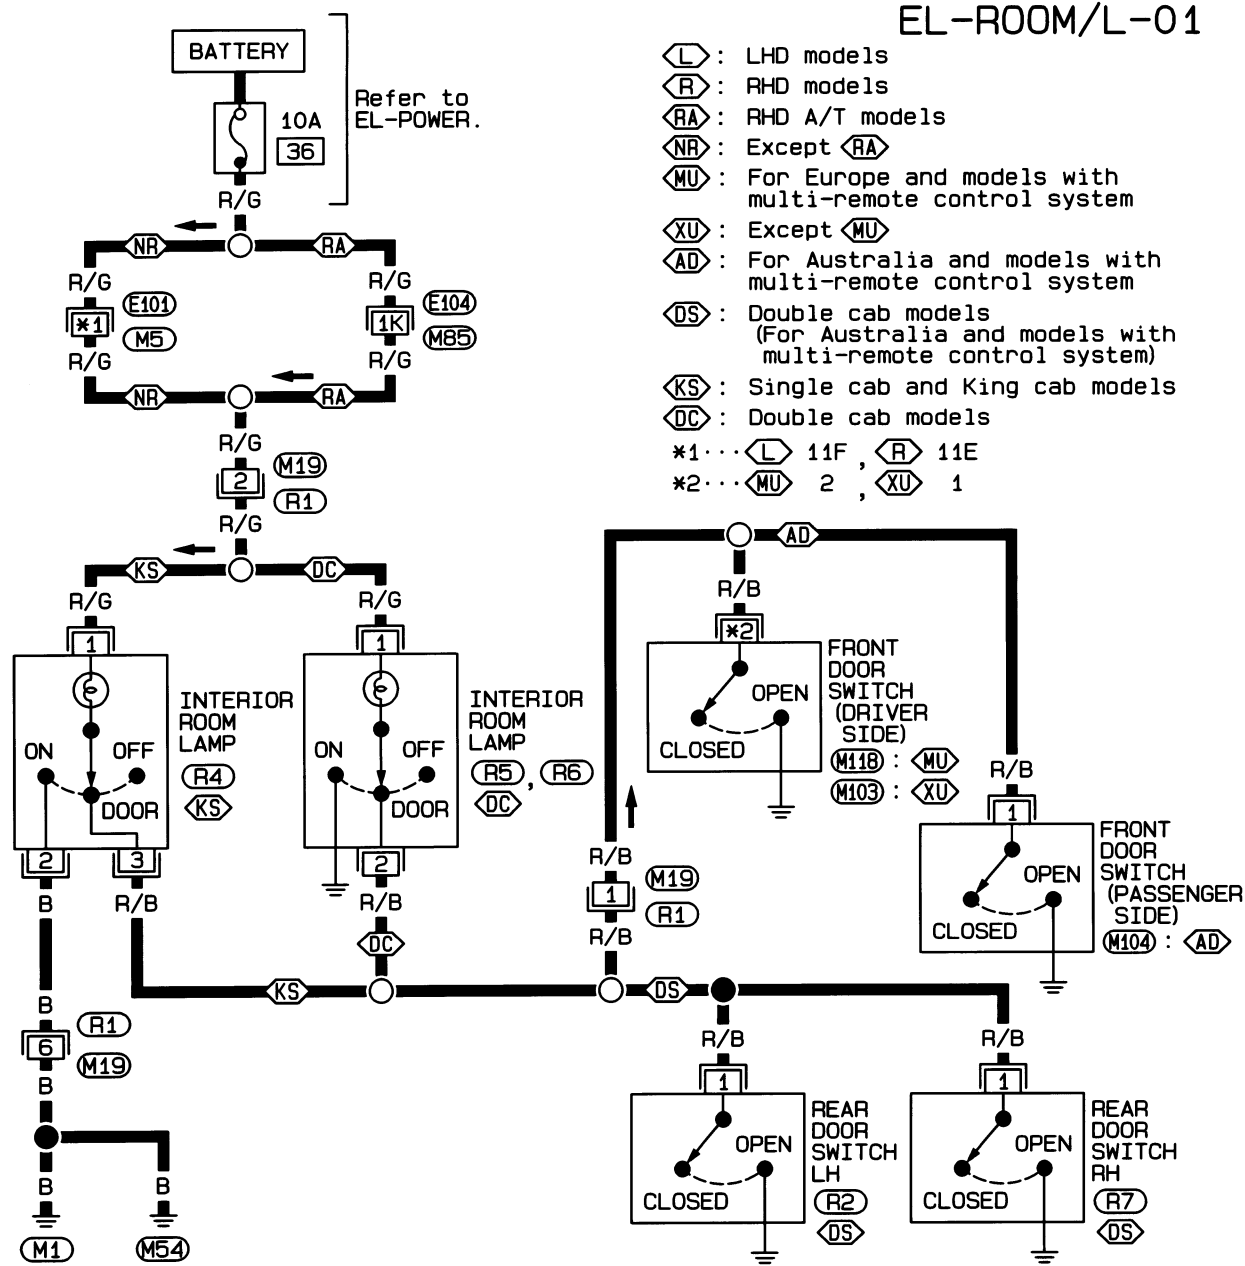 EL-ROOM/L-01
BATTERY
Refer to
EL-POWER.
10A
36
R/G
L : LHD models
R : RHD models
RA : RHD A/T models
NR : Except RA
MU : For Europe and models with
multi-remote control system
XU : Except MU
AD : For Australia and models with
multi-remote control system
DS : Double cab models
(For Australia and models with
multi-remote control system)
KS : Single cab and King cab models
DC : Double cab models
*1··· L 11F , R 11E
*2··· MU 2 , XU 1
NR
RA
R/G
R/G
*1
E101
M5
1K
E104
M85
R/G
R/G
NR
RA
R/G
2
M19
R1
R/G
KS
DC
R/G
R/G
1
1
ON
OFF
DOOR
INTERIOR
ROOM
LAMP
R4
KS
ON
OFF
DOOR
INTERIOR
ROOM
LAMP
R5 , R6
DC
2
3
2
B
R/B
R/B
DC
AD
R/B
*2
OPEN
CLOSED
FRONT
DOOR
SWITCH
(DRIVER
SIDE)
M118 : MU
M103 : XU
R/B
1
OPEN
CLOSED
FRONT
DOOR
SWITCH
(PASSENGER
SIDE)
M104 : AD
R/B
1
M19
R1
R/B
KS
DS
B
6
R1
M19
B
B
B
M1
M54
R/B
R/B
1
1
OPEN
CLOSED
REAR
DOOR
SWITCH
LH
R2
DS
OPEN
CLOSED
REAR
DOOR
SWITCH
RH
R7
DS